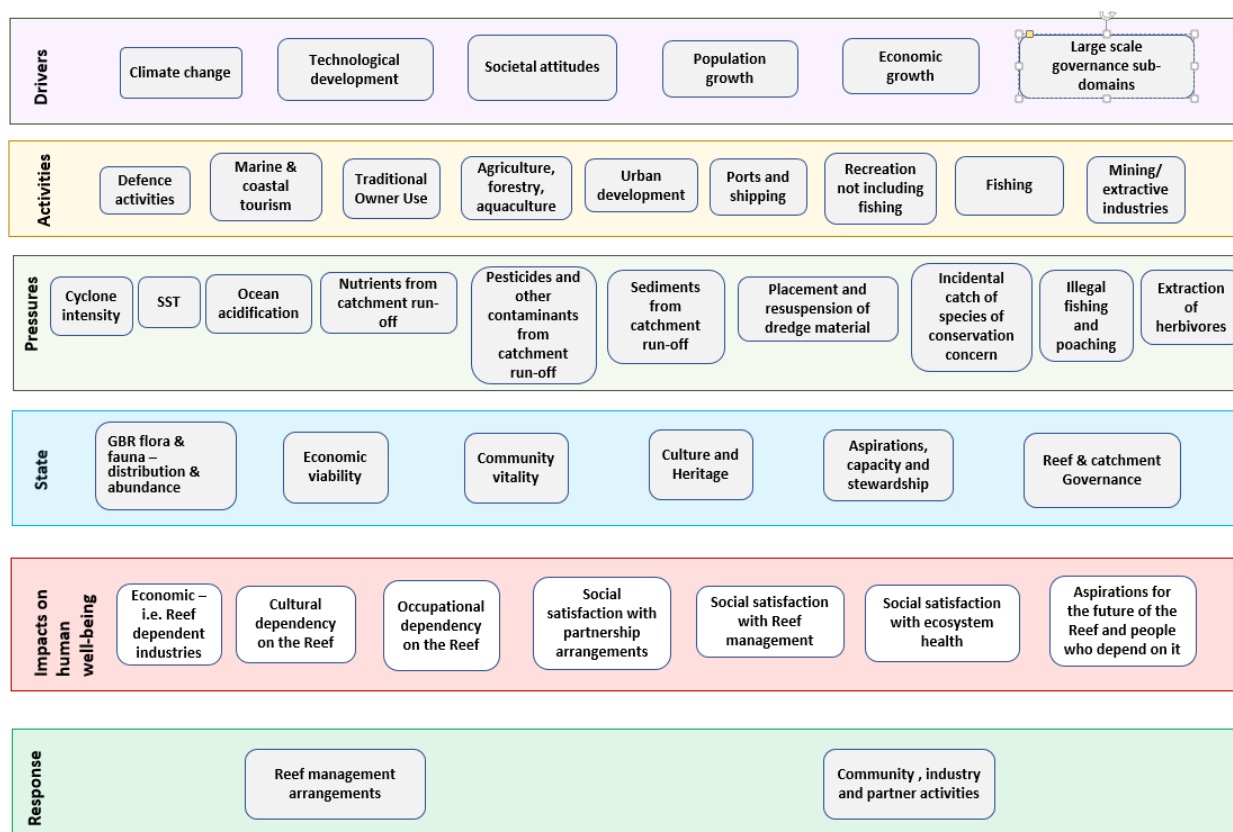 Drivers
Climate change
Technological
development
Societal attitudes
Population
growth
Economic
growth
Large scale
governance sub-
domains
Activities
Defence
activities
Marine &
coastal
tourism
Traditional
Owner Use
Agriculture,
forestry,
aquaculture
Urban
development
Ports and
shipping
Recreation
not including
fishing
Fishing
Mining/
extractive
industries
Pressures
Cyclone
intensity
SST
Ocean
acidification
Nutrients from
catchment run-
off
Pesticides and
other
contaminants
from
catchment
run-off
Sediments
from
catchment
run-off
Placement and
resuspension of
dredge material
Incidental
catch of
species of
conservation
concern
Illegal
fishing
and
poaching
Extraction
of
herbivores
State
GBR flora &
fauna –
distribution &
abundance
Economic
viability
Community
vitality
Culture and
Heritage
Aspirations,
capacity and
stewardship
Reef & catchment
Governance
Impacts on
human
well-being
Economic –
i.e. Reef
dependent
industries
Cultural
dependency
on the Reef
Occupational
dependency
on the Reef
Social
satisfaction with
partnership
arrangements
Social satisfaction
with Reef
management
Social satisfaction
with ecosystem
health
Aspirations for
the future of the
Reef and people
who depend on it
Response
Reef management
arrangements
Community , industry
and partner activities